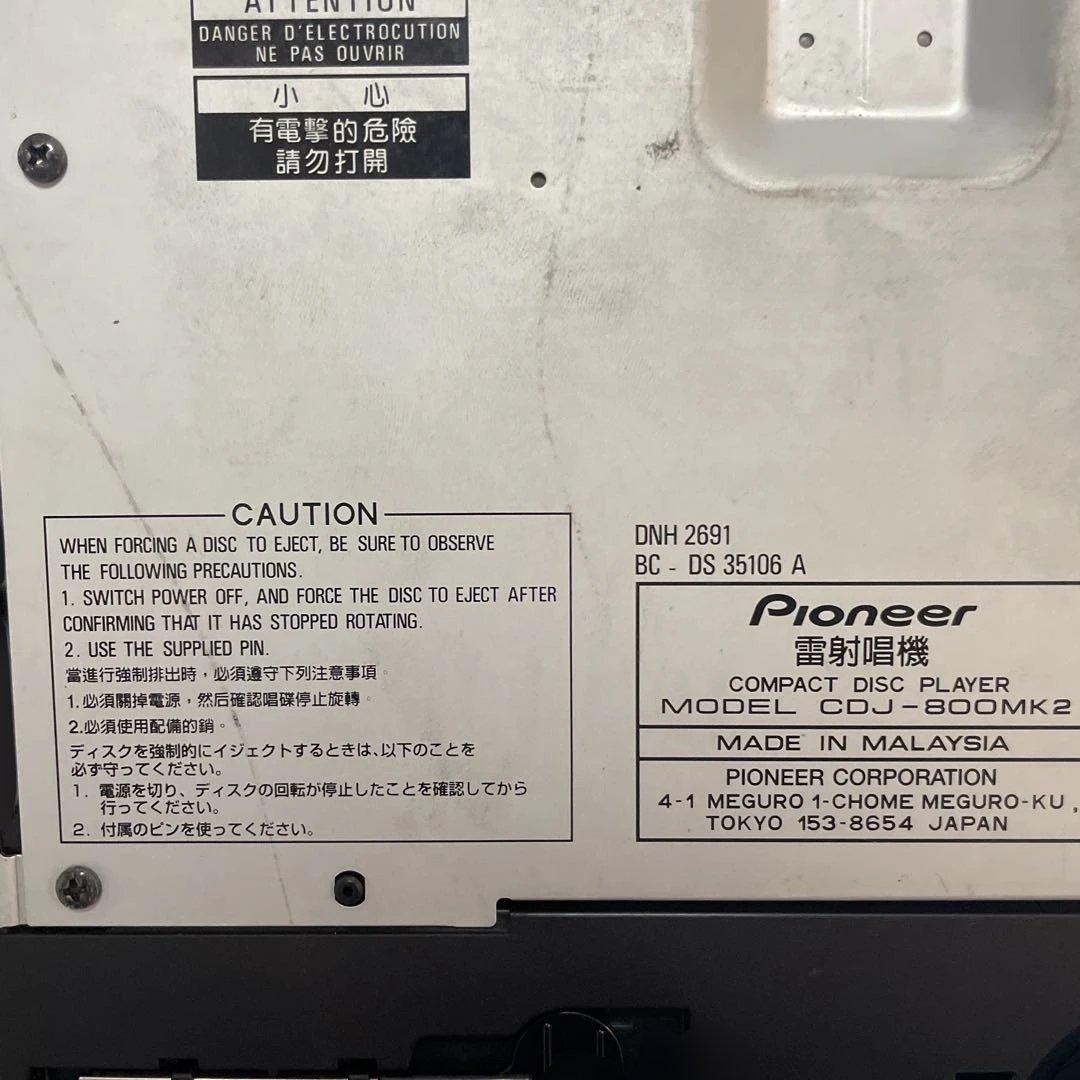 ATTENTION
DANGER D'ELECTROCUTION
NE PAS OUVRIR
小心
有電擊的危險
請勿打開
CAUTION
WHEN FORCING A DISC TO EJECT, BE SURE TO OBSERVE
THE FOLLOWING PRECAUTIONS.
1. SWITCH POWER OFF, AND FORCE THE DISC TO EJECT AFTER
CONFIRMING THAT IT HAS STOPPED ROTATING.
2. USE THE SUPPLIED PIN.
當進行強制排出時，必須遵守下列注意事項。
1.必須關掉電源，然后確認唱碟停止旋轉。
2.必須使用配備的銷。
ディスクを強制的にイジェクトするときは、以下のことを
必ず守ってください。
1. 電源を切り、ディスクの回転が停止したことを確認してから
行ってください。
2. 付属のピンを使ってください。
DNH 2691
BC - DS 35106 A
Pioneer
雷射唱機
COMPACT DISC PLAYER
MODEL CDJ-800MK2
MADE IN MALAYSIA
PIONEER CORPORATION
4-1 MEGURO 1-CHOME MEGURO-KU,
TOKYO 153-8654 JAPAN